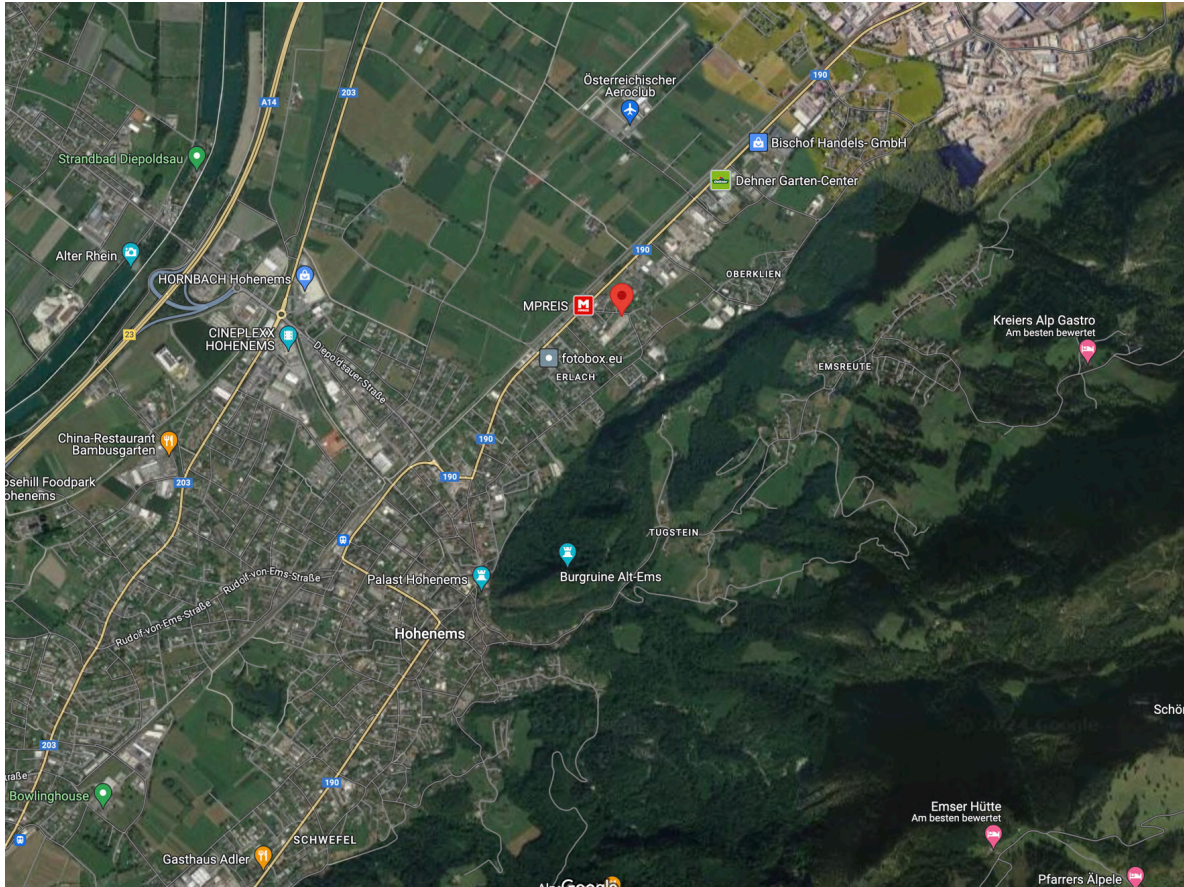 190
Österreichischer
Aeroclub
A14
203
Bischof Handels- GmbH
Strandbad Diepoldsau
Dehner Garten-Center
Alter Rhein
190
HORNBACH Hohenems
OBERKLIEN
MPREIS
23
CINEPLEXX
HOHENEMS
Diepoldsauer Straße
Kreiers Alp Gastro
Am besten bewertet
fotobox.eu
ERLACH
EMSREUTE
China-Restaurant
Bambusgarten
190
190
203
osehill Foodpark
ohenems
TUGSTEIN
Rudolf-von-Ems-Straße
Palast Hohenems
Burgruine Alt-Ems
Rudolf-von-Ems-Straße
Hohenems
Schö
203
raße
190
Bowlinghouse
Emser Hütte
Am besten bewertet
SCHWEFEL
Gasthaus Adler
Google
Pfarrers Älpele